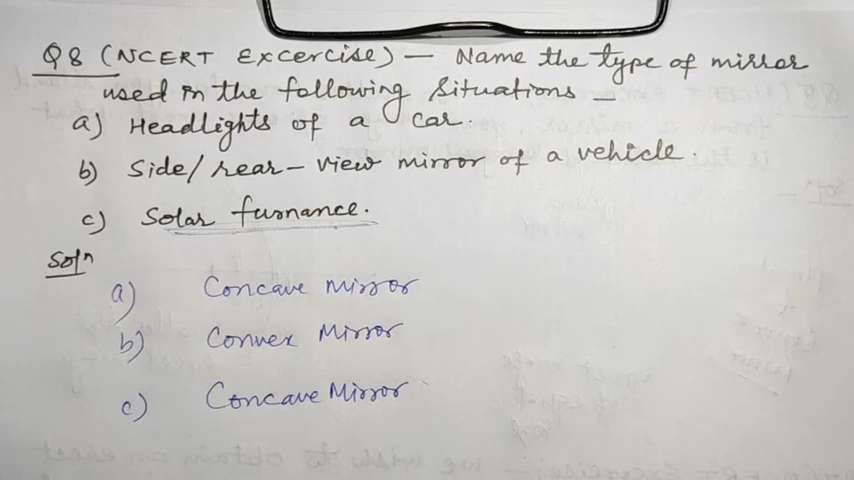 Q8 (NCERT Excercise) — Name the type of mirror
used in the following Situations —
a) Headlights of a car.
b) Side/rear-view mirror of a vehicle.
c) Solar furnance.
Solⁿ
a) Concave Mirror
b) Convex Mirror
c) Concave Mirror